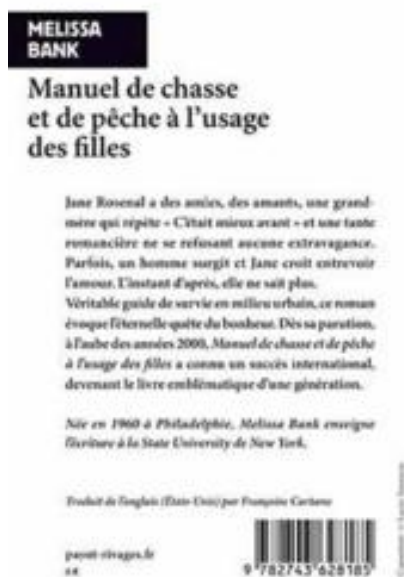 MELISSA
BANK
Manuel de chasse
et de pêche à l'usage
des filles
Jane Rosenal a des amies, des amants, une grand-
mère qui répète « C'était mieux avant » et une tante
romancière ne se refusant aucune extravagance.
Parfois, un homme surgit et Jane croit entrevoir
l'amour. L'instant d'après, elle ne sait plus.
Véritable guide de survie en milieu urbain, ce roman
évoque l'éternelle quête du bonheur. Dès sa parution,
à l'aube des années 2000, Manuel de chasse et de pêche
à l'usage des filles a connu un succès international,
devenant le livre emblématique d'une génération.
Née en 1960 à Philadelphie, Melissa Bank enseigne
l'écriture à la State University de New York.
Traduit de l'anglais (États-Unis) par Françoise Cartano
payot-rivages.fr
9 782743 628185